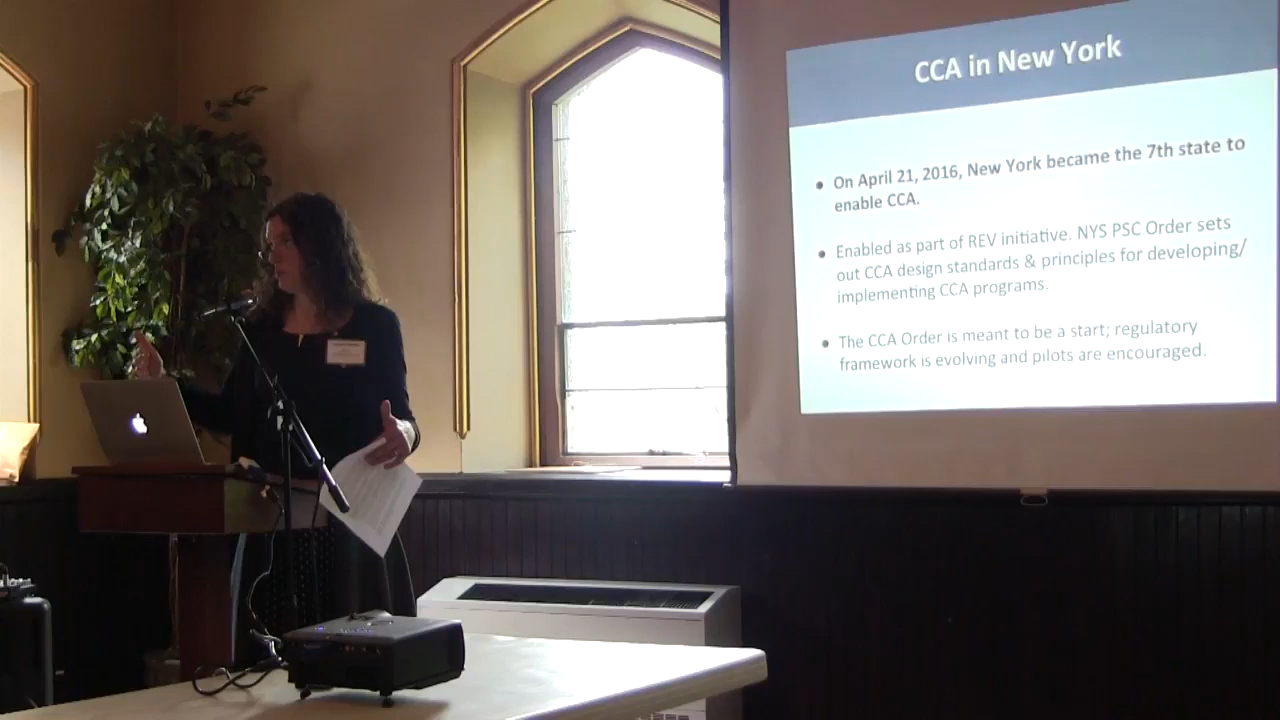 CCA in New York
• On April 21, 2016, New York became the 7th state to
enable CCA.
• Enabled as part of REV initiative. NYS PSC Order sets
out CCA design standards & principles for developing/
implementing CCA programs.
• The CCA Order is meant to be a start; regulatory
framework is evolving and pilots are encouraged.